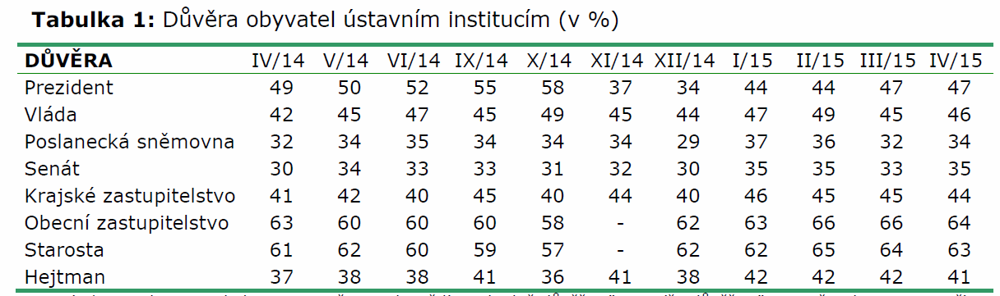 Tabulka 1: Důvěra obyvatel ústavním institucím (v %)
DŮVĚRA IV/14 V/14 VI/14 IX/14 X/14 XI/14 XII/14 I/15 II/15 III/15 IV/15
Prezident 49 50 52 55 58 37 34 44 44 47 47
Vláda 42 45 47 45 49 45 44 47 49 45 46
Poslanecká sněmovna 32 34 35 34 34 34 29 37 36 32 34
Senát 30 34 33 33 31 32 30 35 35 33 35
Krajské zastupitelstvo 41 42 40 45 40 44 40 46 45 45 44
Obecní zastupitelstvo 63 60 60 60 58 - 62 63 66 66 64
Starosta 61 62 60 59 57 - 62 62 65 64 63
Hejtman 37 38 38 41 36 41 38 42 42 42 41